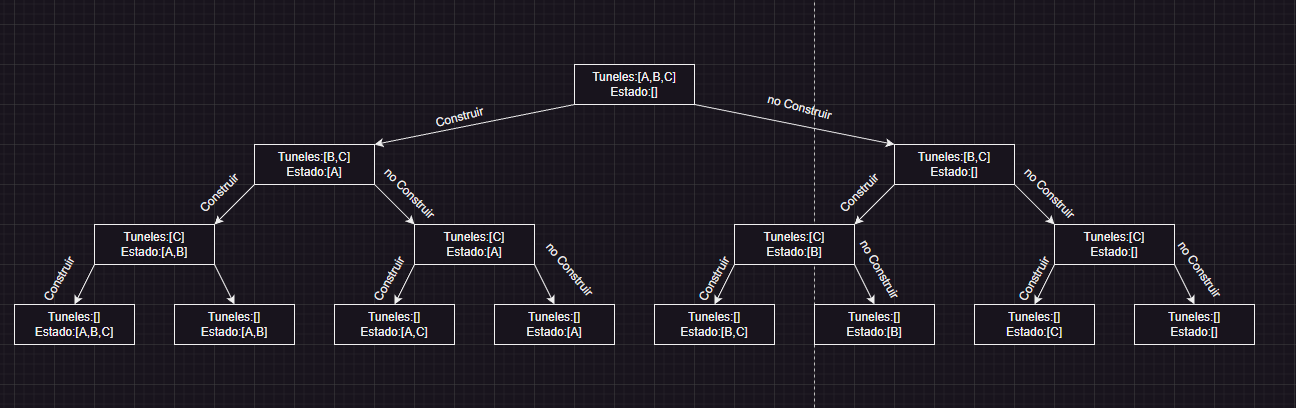 Tuneles:[A,B,C]
Estado:[]
Construir
no Construir
Tuneles:[B,C]
Estado:[A]
Tuneles:[B,C]
Estado:[]
Construir
no Construir
Construir
no Construir
Tuneles:[C]
Estado:[A,B]
Tuneles:[C]
Estado:[A]
Tuneles:[C]
Estado:[B]
Tuneles:[C]
Estado:[]
Construir
Construir
no Construir
Construir
no Construir
Construir
no Construir
Tuneles:[]
Estado:[A,B,C]
Tuneles:[]
Estado:[A,B]
Tuneles:[]
Estado:[A,C]
Tuneles:[]
Estado:[A]
Tuneles:[]
Estado:[B,C]
Tuneles:[]
Estado:[B]
Tuneles:[]
Estado:[C]
Tuneles:[]
Estado:[]